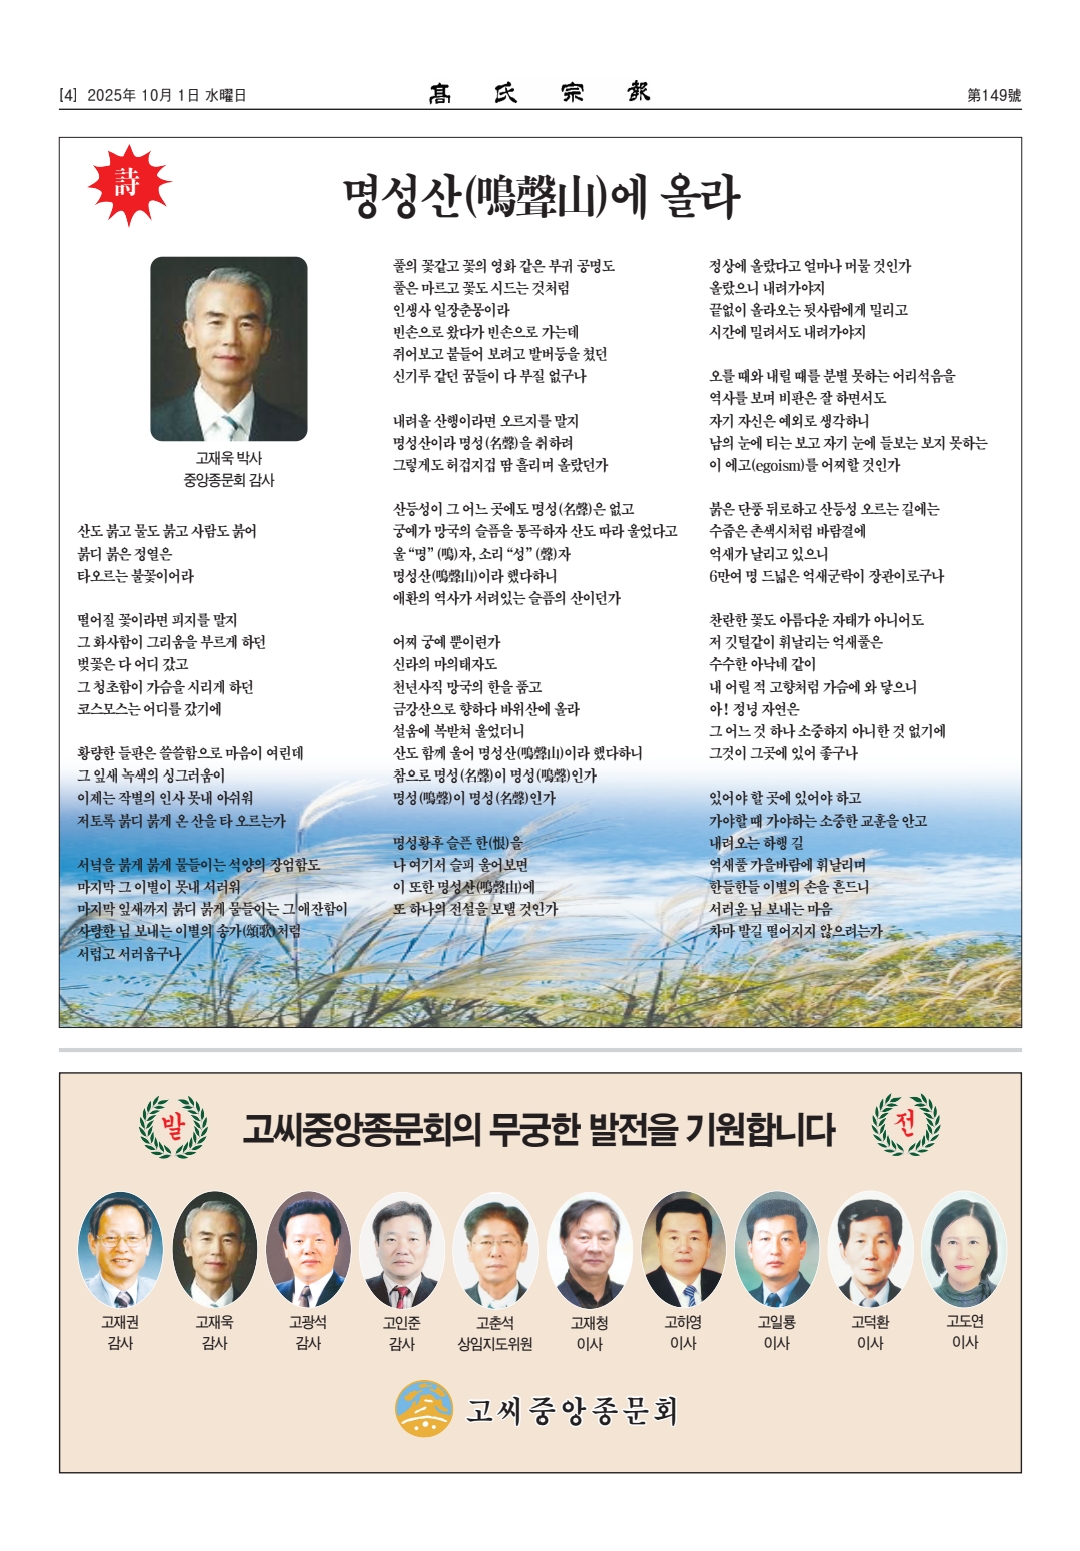 [4] 2025年 10月 1日 水曜日
髙氏宗報
第149號
詩
명성산(鳴聲山)에 올라
고재욱 박사
중앙종문회 감사
산도 붉고 물도 붉고 사람도 붉어
붉디 붉은 정열은
타오르는 불꽃이어라
떨어질 꽃이라면 피지를 말지
그 화사함이 그리움을 부르게 하던
벚꽃은 다 어디 갔고
그 청초함이 가슴을 시리게 하던
코스모스는 어디를 갔기에
황량한 들판은 쓸쓸함으로 마음이 여린데
그 잎새 녹색의 싱그러움이
이제는 작별의 인사 못내 아쉬워
저토록 붉디 붉게 온 산을 타 오르는가
서녘을 붉게 붉게 물들이는 석양의 장엄함도
마지막 그 이별이 못내 서러워
마지막 잎새까지 붉디 붉게 물들이는 그 애잔함이
사랑한 님 보내는 이별의 송가(頌歌)처럼
서럽고 서러웁구나
풀의 꽃같고 꽃의 영화 같은 부귀 공명도
풀은 마르고 꽃도 시드는 것처럼
인생사 일장춘몽이라
빈손으로 왔다가 빈손으로 가는데
쥐어보고 붙들어 보려고 발버둥을 쳤던
신기루 같던 꿈들이 다 부질 없구나
내려올 산행이라면 오르지를 말지
명성산이라 명성(名聲)을 취하려
그렇게도 허겁지겁 땀 흘리며 올랐던가
산등성이 그 어느 곳에도 명성(名聲)은 없고
궁예가 망국의 슬픔을 통곡하자 산도 따라 울었다고
울 “명” (鳴)자, 소리 “성” (聲)자
명성산(鳴聲山)이라 했다하니
애환의 역사가 서려있는 슬픔의 산이던가
어찌 궁예 뿐이런가
신라의 마의태자도
천년사직 망국의 한을 품고
금강산으로 향하다 바위산에 올라
설움에 복받쳐 울었더니
산도 함께 울어 명성산(鳴聲山)이라 했다하니
참으로 명성(名聲)이 명성(鳴聲)인가
명성(鳴聲)이 명성(名聲)인가
명성황후 슬픈 한(恨)을
나 여기서 슬피 울어보면
이 또한 명성산(鳴聲山)에
또 하나의 전설을 보탤 것인가
정상에 올랐다고 얼마나 머물 것인가
올랐으니 내려가야지
끝없이 올라오는 뒷사람에게 밀리고
시간에 밀려서도 내려가야지
오를 때와 내릴 때를 분별 못하는 어리석음을
역사를 보며 비판은 잘 하면서도
자기 자신은 예외로 생각하니
남의 눈에 티는 보고 자기 눈에 들보는 보지 못하는
이 에고(egoism)를 어찌할 것인가
붉은 단풍 뒤로하고 산등성 오르는 길에는
수줍은 촌색시처럼 바람결에
억새가 날리고 있으니
6만여 명 드넓은 억새군락이 장관이로구나
찬란한 꽃도 아름다운 자태가 아니어도
저 깃털같이 휘날리는 억새풀은
수수한 아낙네 같이
내 어릴 적 고향처럼 가슴에 와 닿으니
아! 정녕 자연은
그 어느 것 하나 소중하지 아니한 것 없기에
그것이 그곳에 있어 좋구나
있어야 할 곳에 있어야 하고
가야할 때 가야하는 소중한 교훈을 안고
내려오는 하행 길
억새풀 가을바람에 휘날리며
한들한들 이별의 손을 흔드니
서러운 님 보내는 마음
차마 발길 떨어지지 않으려는가
발
고씨중앙종문회의 무궁한 발전을 기원합니다
전
고재권 고재욱 고광석 고인준 고춘석 고재청 고하영 고일룡 고덕환 고도연
감사 감사 감사 감사 상임지도위원 이사 이사 이사 이사 이사
고씨중앙종문회